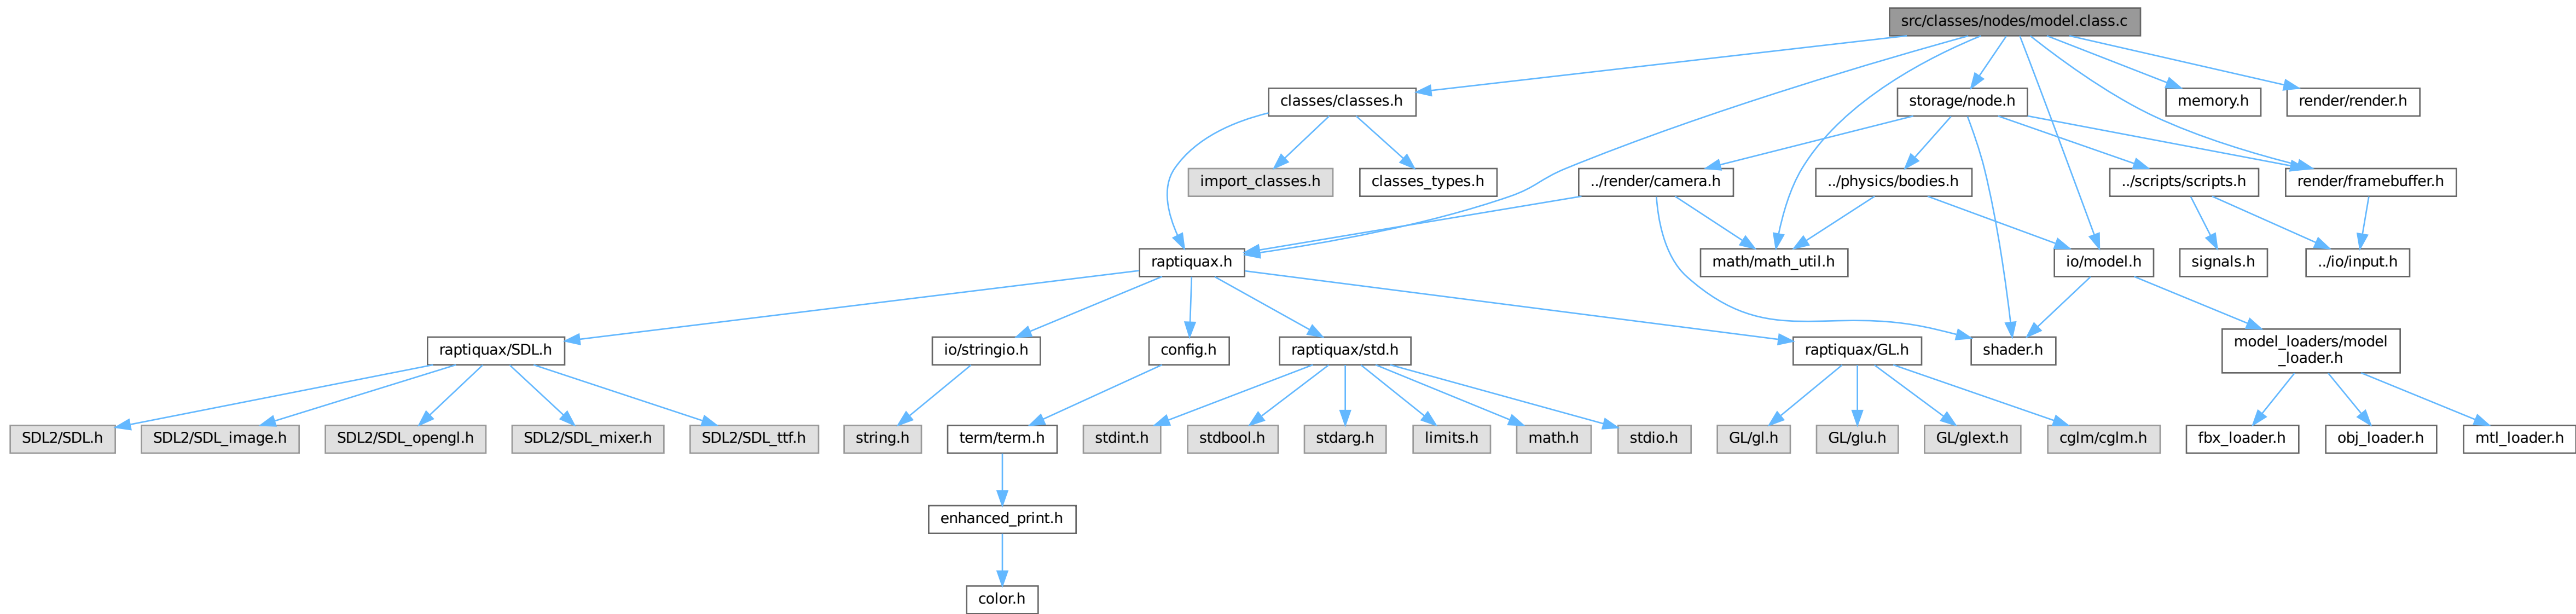 src/classes/nodes/model.class.c
classes/classes.h
storage/node.h
memory.h
render/render.h
import_classes.h
classes_types.h
../render/camera.h
../physics/bodies.h
../scripts/scripts.h
render/framebuffer.h
raptiquax.h
math/math_util.h
io/model.h
signals.h
../io/input.h
raptiquax/SDL.h
io/stringio.h
config.h
raptiquax/std.h
raptiquax/GL.h
shader.h
model_loaders/model
_loader.h
SDL2/SDL.h
SDL2/SDL_image.h
SDL2/SDL_opengl.h
SDL2/SDL_mixer.h
SDL2/SDL_ttf.h
string.h
term/term.h
stdint.h
stdbool.h
stdarg.h
limits.h
math.h
stdio.h
GL/gl.h
GL/glu.h
GL/glext.h
cglm/cglm.h
fbx_loader.h
obj_loader.h
mtl_loader.h
enhanced_print.h
color.h